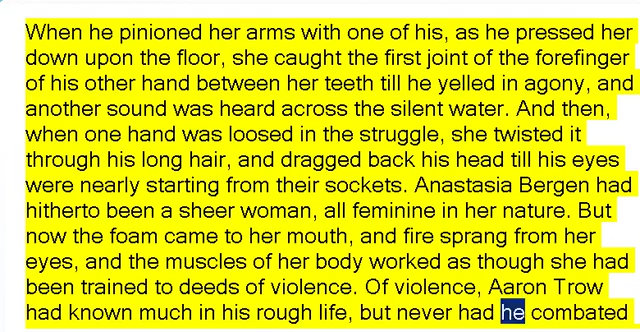 When he pinioned her arms with one of his, as he pressed her
down upon the floor, she caught the first joint of the forefinger
of his other hand between her teeth till he yelled in agony, and
another sound was heard across the silent water. And then,
when one hand was loosed in the struggle, she twisted it
through his long hair, and dragged back his head till his eyes
were nearly starting from their sockets. Anastasia Bergen had
hitherto been a sheer woman, all feminine in her nature. But
now the foam came to her mouth, and fire sprang from her
eyes, and the muscles of her body worked as though she had
been trained to deeds of violence. Of violence, Aaron Trow
had known much in his rough life, but never had he combated